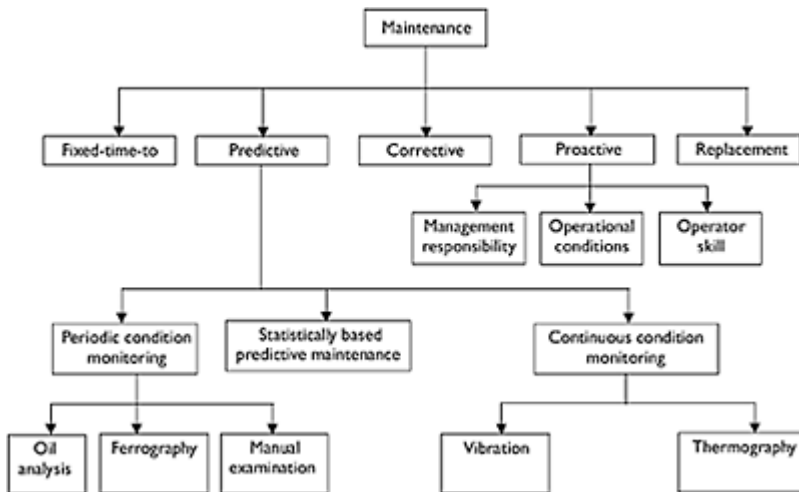 Maintenance
Fixed-time-to
Predictive
Corrective
Proactive
Replacement
Management
responsibility
Operational
conditions
Operator
skill
Periodic condition
monitoring
Statistically based
predictive maintenance
Continuous condition
monitoring
Oil
analysis
Ferrography
Manual
examination
Vibration
Thermography